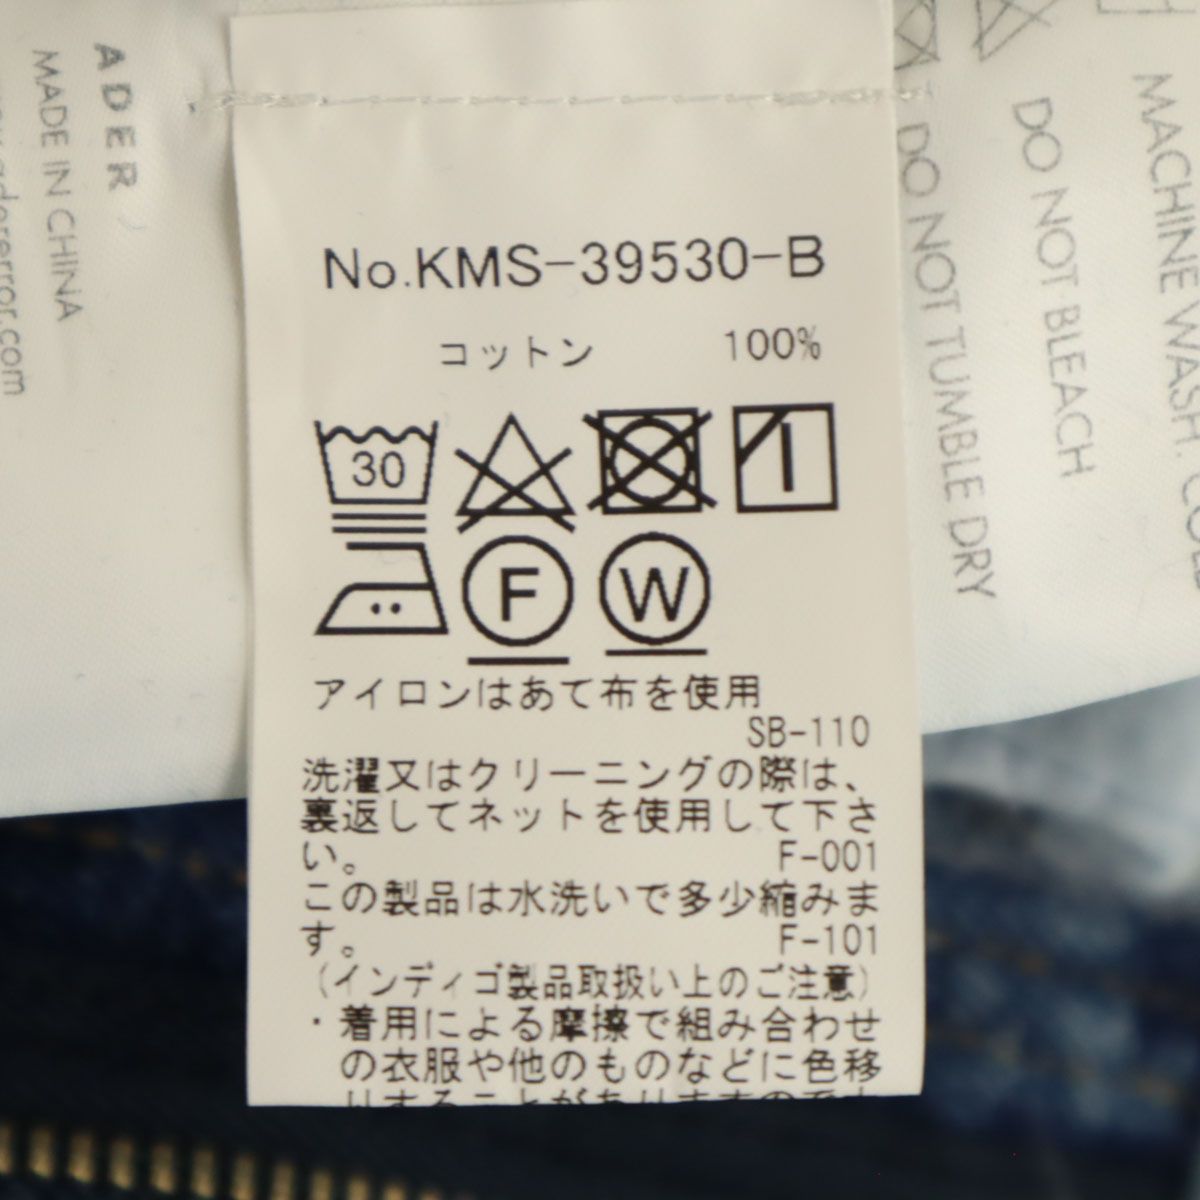 ADER
MADE IN CHINA
adererror.com
No.KMS-39530-B
コットン 100%
30
F
W
アイロンはあて布を使用
SB-110
洗濯又はクリーニングの際は、
裏返してネットを使用して下さ
い。 F-001
この製品は水洗いで多少縮みま
す。 F-101
(インディゴ製品取扱い上のご注意)
・着用による摩擦で組み合わせ
の衣服や他のものなどに色移
MACHINE WASH:
DO NOT BLEACH
DO NOT TUMBLE DRY